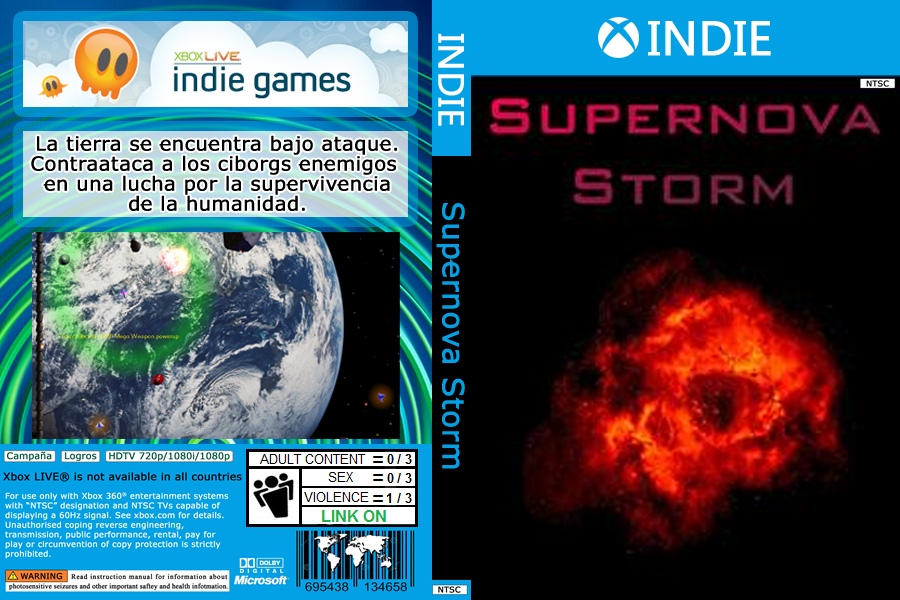 XBOX LIVE
indie games
La tierra se encuentra bajo ataque.
Contraataca a los ciborgs enemigos
en una lucha por la supervivencia
de la humanidad.
Mega Weapon powerup
Campaña Logros HDTV 720p/1080i/1080p
Xbox LIVE® is not available in all countries
For use only with Xbox 360® entertainment systems
with “NTSC” designation and NTSC TVs capable of
displaying a 60Hz signal. See xbox.com for details.
Unauthorised coping reverse engineering,
transmission, public performance, rental, pay for
play or circumvention of copy protection is strictly
prohibited.
WARNING Read instruction manual for information about
photosensitive seizures and other important saftey and health infotmation.
ADULT CONTENT = 0 / 3
SEX = 0 / 3
VIOLENCE = 1 / 3
LINK ON
DOLBY
DIGITAL
Microsoft
695438 134658
INDIE
Supernova Storm
NTSC
INDIE
NTSC
SUPERNOVA
STORM